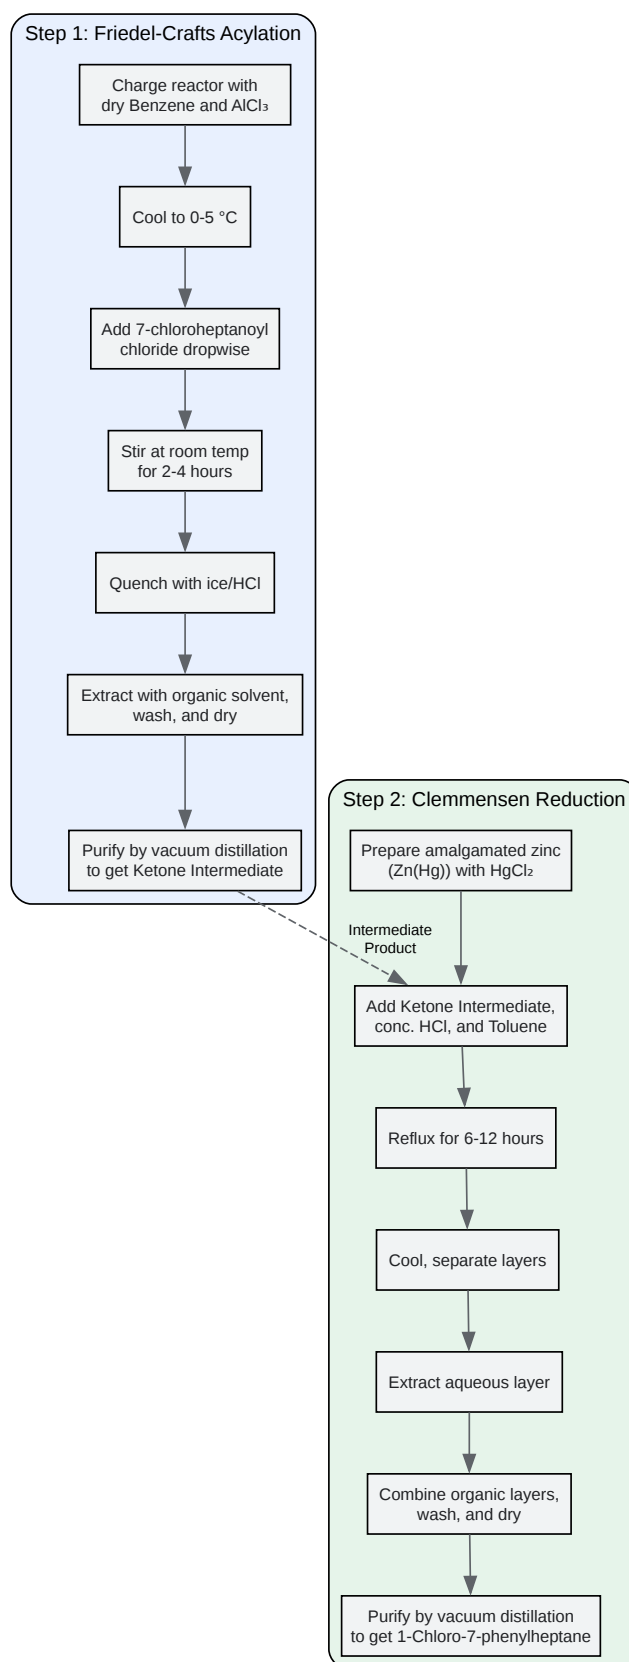 Step 1: Friedel-Crafts Acylation
Charge reactor with
dry Benzene and AlCl₃
Cool to 0-5 °C
Add 7-chloroheptanoyl
chloride dropwise
Stir at room temp
for 2-4 hours
Quench with ice/HCl
Extract with organic solvent,
wash, and dry
Purify by vacuum distillation
to get Ketone Intermediate
Intermediate
Product
Step 2: Clemmensen Reduction
Prepare amalgamated zinc
(Zn(Hg)) with HgCl₂
Add Ketone Intermediate,
conc. HCl, and Toluene
Reflux for 6-12 hours
Cool, separate layers
Extract aqueous layer
Combine organic layers,
wash, and dry
Purify by vacuum distillation
to get 1-Chloro-7-phenylheptane